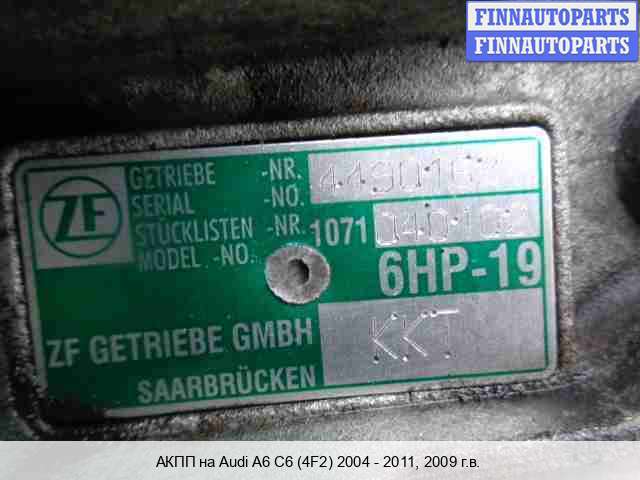 FINNAUTOPARTS
FINNAUTOPARTS
ZF
GETRIEBE -NR.
SERIAL -NO.
STÜCKLISTEN -NR. 1071
MODEL -NO.
6HP-19
ZF GETRIEBE GMBH
KKT
SAARBRÜCKEN
АКПП на Audi A6 C6 (4F2) 2004 - 2011, 2009 г.в.